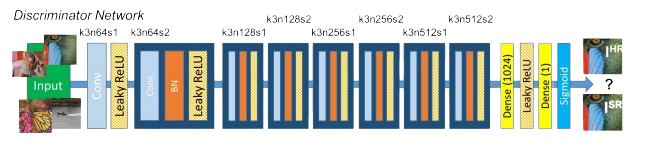 Discriminator Network
k3n64s1 k3n64s2 k3n128s1 k3n128s2 k3n256s1 k3n256s2 k3n512s1 k3n512s2
Input
Conv
Leaky ReLU
Conv
BN
Leaky ReLU
Dense (1024)
Leaky ReLU
Dense (1)
Sigmoid
I HR
?
I SR